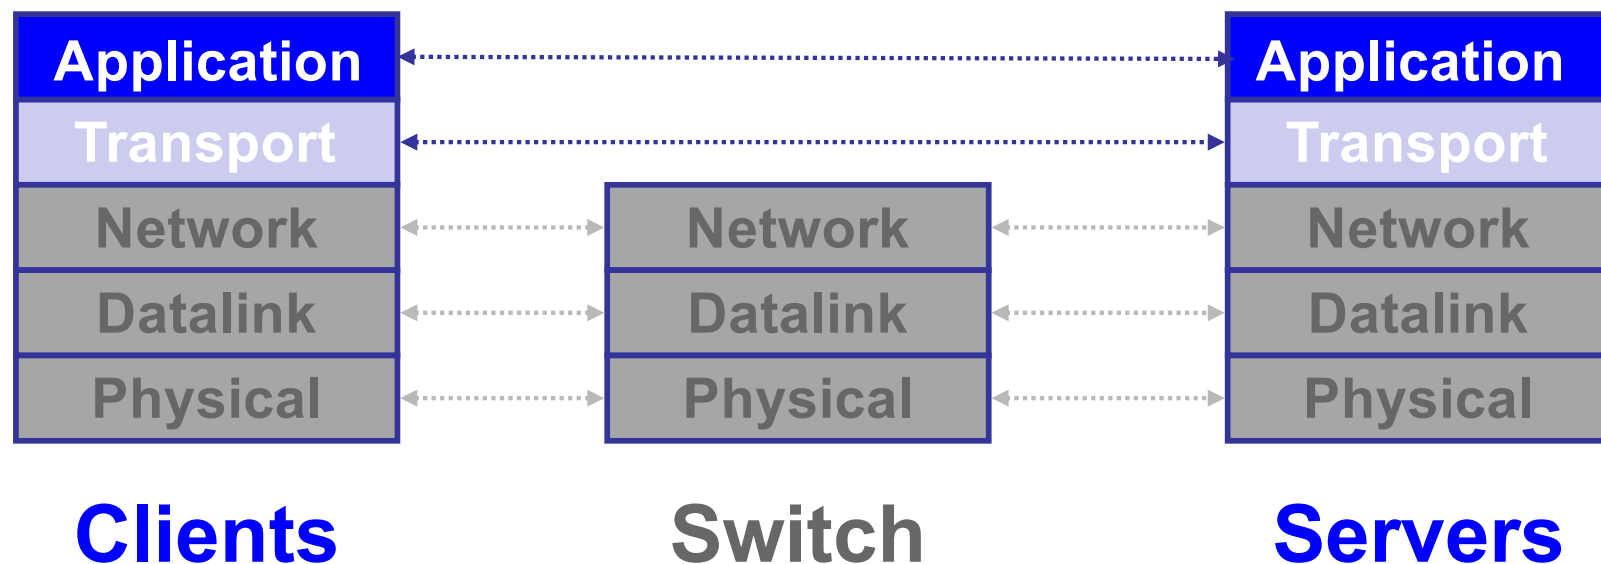 Application
Application
Transport
Transport
Network
Network
Network
Datalink
Datalink
Datalink
Physical
Physical
Physical
Clients
Switch
Servers